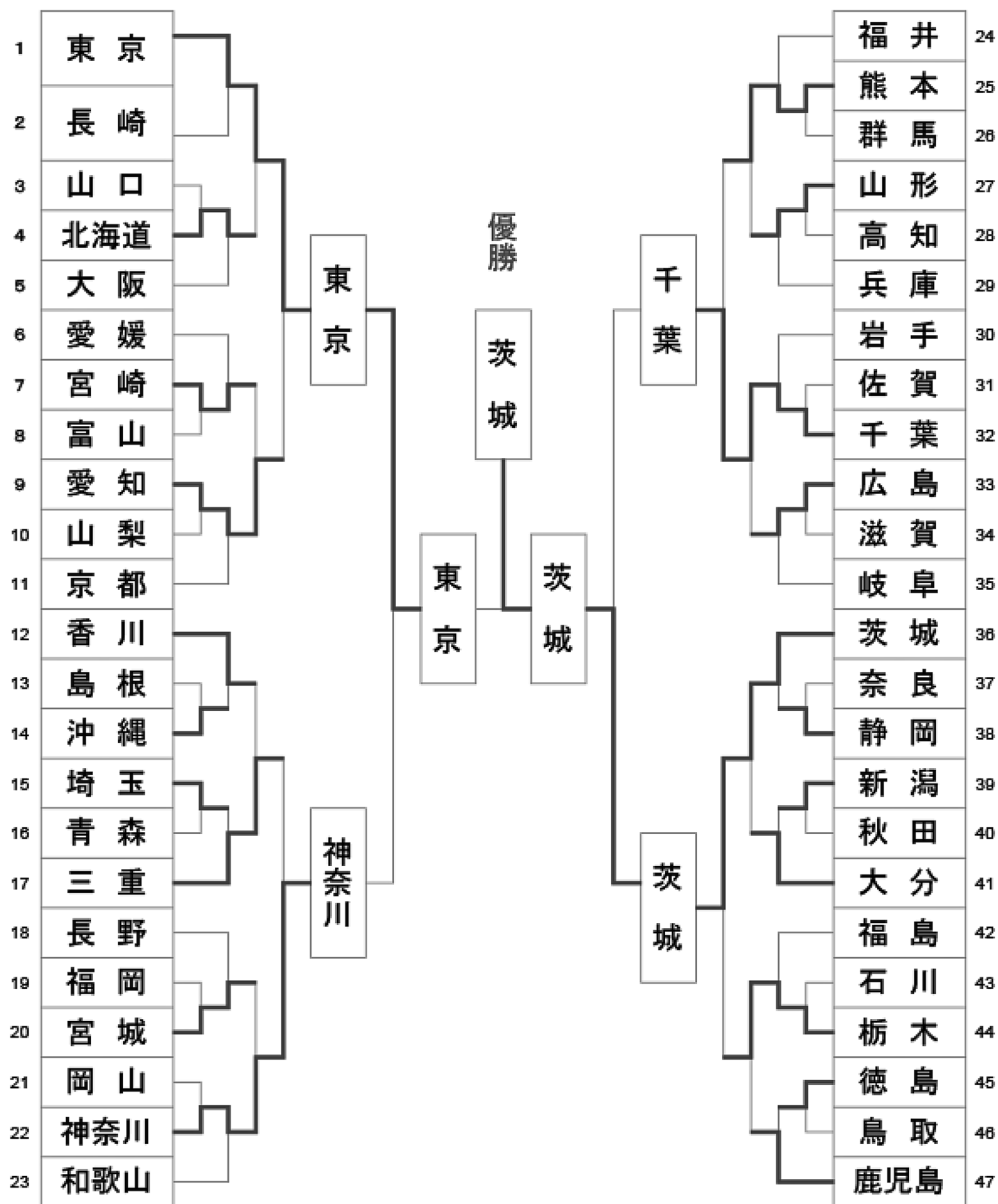 1 東京
2 長崎
3 山口
4 北海道
5 大阪
6 愛媛
7 宮崎
8 富山
9 愛知
10 山梨
11 京都
12 香川
13 島根
14 沖縄
15 埼玉
16 青森
17 三重
18 長野
19 福岡
20 宮城
21 岡山
22 神奈川
23 和歌山
東京
神奈川
東京
優勝
茨城
茨城
千葉
茨城
福井 24
熊本 25
群馬 26
山形 27
高知 28
兵庫 29
岩手 30
佐賀 31
千葉 32
広島 33
滋賀 34
岐阜 35
茨城 36
奈良 37
静岡 38
新潟 39
秋田 40
大分 41
福島 42
石川 43
栃木 44
徳島 45
鳥取 46
鹿児島 47